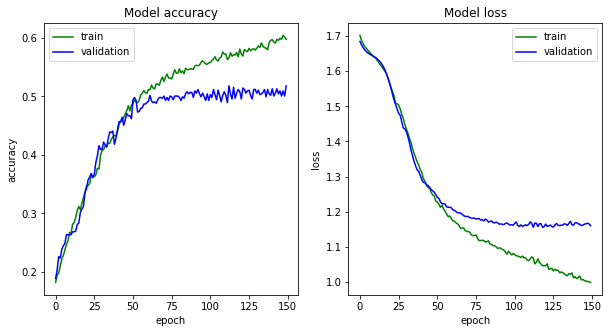 Model accuracy
train
validation
0.6
0.5
0.4
0.3
0.2
accuracy
0 25 50 75 100 125 150
epoch
Model loss
train
validation
1.7
1.6
1.5
1.4
1.3
1.2
1.1
1.0
loss
0 25 50 75 100 125 150
epoch